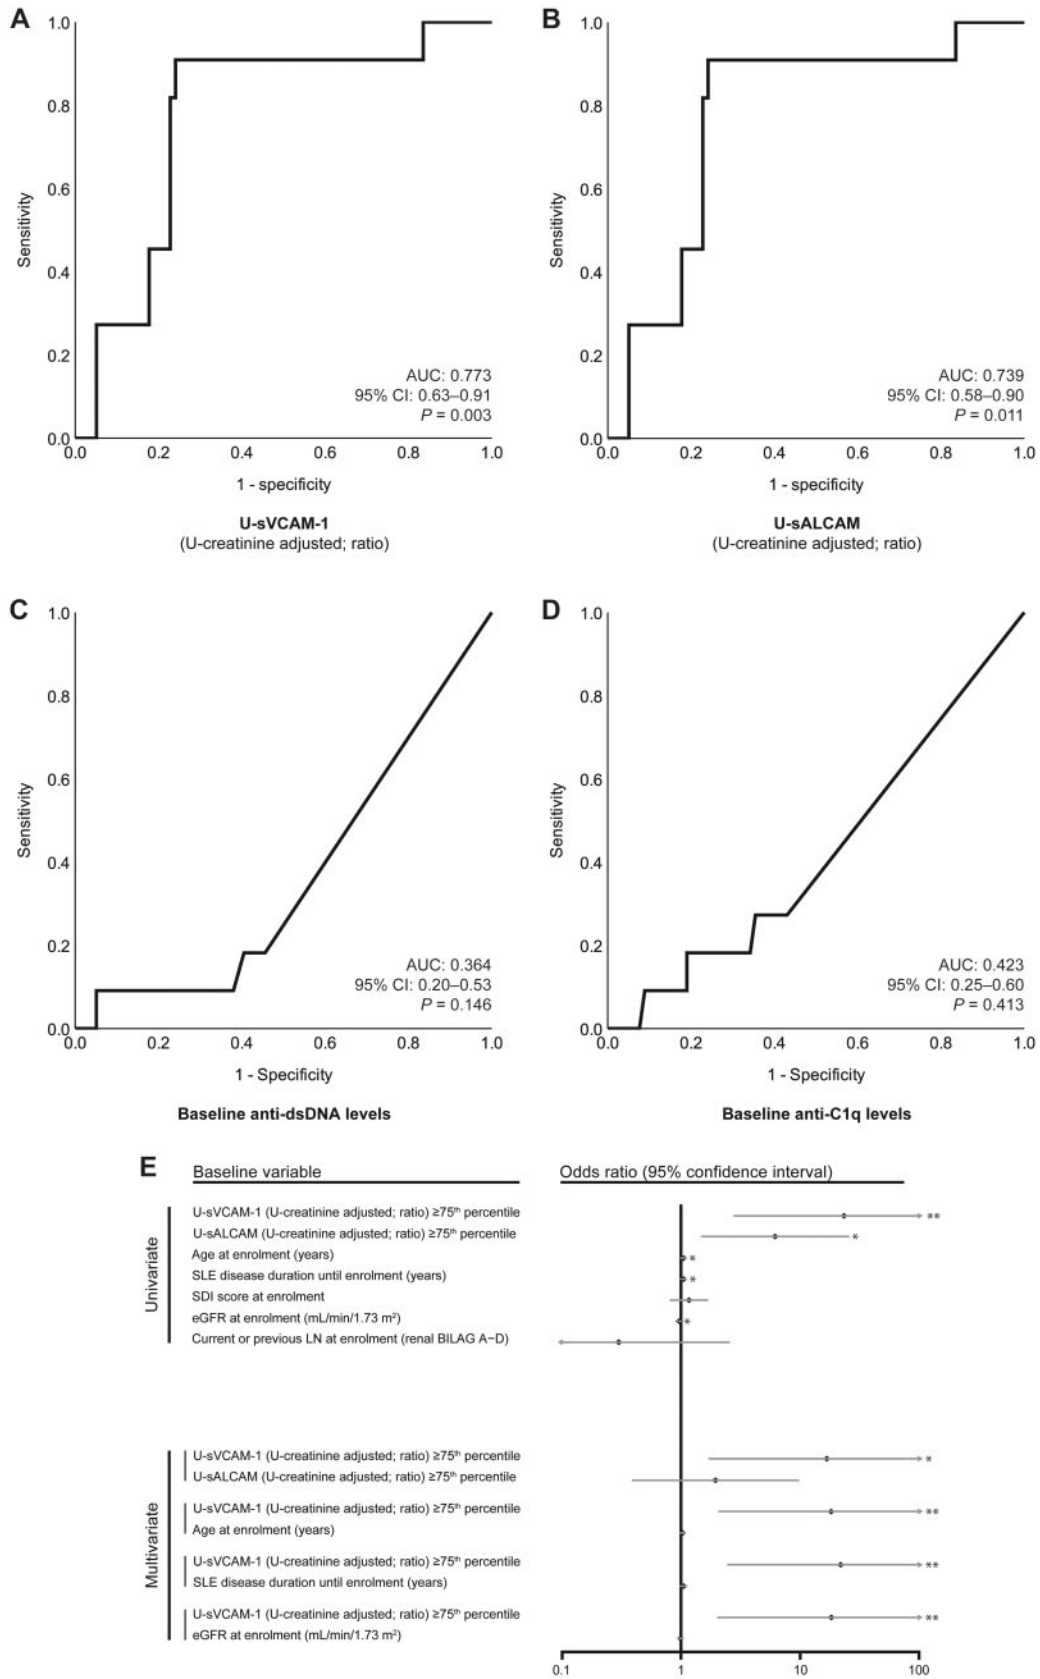 A
B
1.0
0.8
0.6
0.4
0.2
0.0
Sensitivity
0.0 0.2 0.4 0.6 0.8 1.0
1 - specificity
AUC: 0.773
95% CI: 0.63–0.91
P = 0.003
U-sVCAM-1
(U-creatinine adjusted; ratio)
1.0
0.8
0.6
0.4
0.2
0.0
Sensitivity
0.0 0.2 0.4 0.6 0.8 1.0
1 - specificity
AUC: 0.739
95% CI: 0.58–0.90
P = 0.011
U-sALCAM
(U-creatinine adjusted; ratio)
C
D
1.0
0.8
0.6
0.4
0.2
0.0
Sensitivity
0.0 0.2 0.4 0.6 0.8 1.0
1 - Specificity
AUC: 0.364
95% CI: 0.20–0.53
P = 0.146
Baseline anti-dsDNA levels
1.0
0.8
0.6
0.4
0.2
0.0
Sensitivity
0.0 0.2 0.4 0.6 0.8 1.0
1 - Specificity
AUC: 0.423
95% CI: 0.25–0.60
P = 0.413
Baseline anti-C1q levels
E
Baseline variable
Odds ratio (95% confidence interval)
Univariate
U-sVCAM-1 (U-creatinine adjusted; ratio) ≥75th percentile **
U-sALCAM (U-creatinine adjusted; ratio) ≥75th percentile *
Age at enrolment (years) *
SLE disease duration until enrolment (years) *
SDI score at enrolment
eGFR at enrolment (mL/min/1.73 m²) *
Current or previous LN at enrolment (renal BILAG A–D)
Multivariate
U-sVCAM-1 (U-creatinine adjusted; ratio) ≥75th percentile *
U-sALCAM (U-creatinine adjusted; ratio) ≥75th percentile
U-sVCAM-1 (U-creatinine adjusted; ratio) ≥75th percentile **
Age at enrolment (years)
U-sVCAM-1 (U-creatinine adjusted; ratio) ≥75th percentile **
SLE disease duration until enrolment (years)
U-sVCAM-1 (U-creatinine adjusted; ratio) ≥75th percentile **
eGFR at enrolment (mL/min/1.73 m²)
0.1 1 10 100